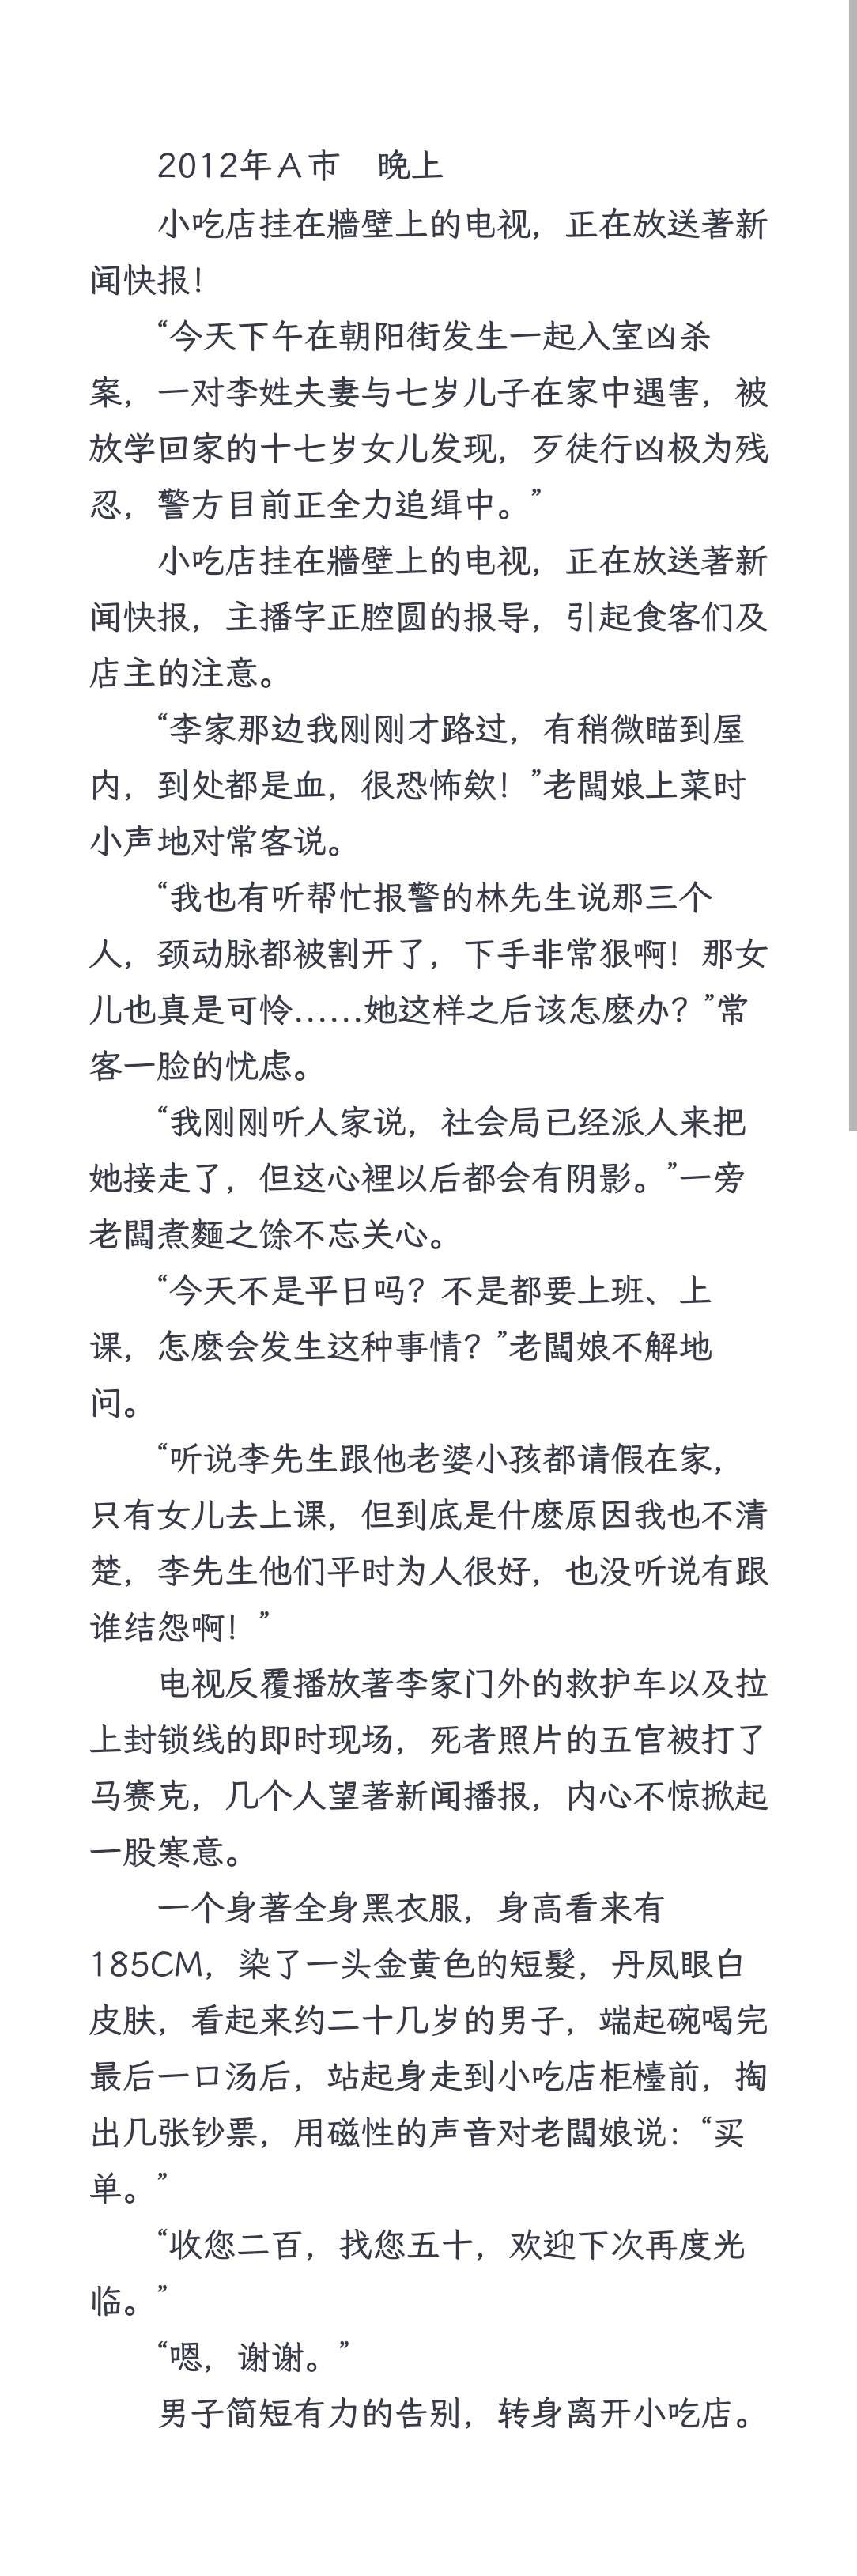 2012年Ａ市　晚上
小吃店挂在牆壁上的电视，正在放送著新
闻快报！
“今天下午在朝阳街发生一起入室凶杀
案，一对李姓夫妻与七岁儿子在家中遇害，被
放学回家的十七岁女儿发现，歹徒行凶极为残
忍，警方目前正全力追缉中。”
小吃店挂在牆壁上的电视，正在放送著新
闻快报，主播字正腔圆的报导，引起食客们及
店主的注意。
“李家那边我刚刚才路过，有稍微瞄到屋
内，到处都是血，很恐怖欸！”老闆娘上菜时
小声地对常客说。
“我也有听帮忙报警的林先生说那三个
人，颈动脉都被割开了，下手非常狠啊！那女
儿也真是可怜……她这样之后该怎麽办？”常
客一脸的忧虑。
“我刚刚听人家说，社会局已经派人来把
她接走了，但这心裡以后都会有阴影。”一旁
老闆煮麵之馀不忘关心。
“今天不是平日吗？不是都要上班、上
课，怎麽会发生这种事情？”老闆娘不解地
问。
“听说李先生跟他老婆小孩都请假在家，
只有女儿去上课，但到底是什麽原因我也不清
楚，李先生他们平时为人很好，也没听说有跟
谁结怨啊！”
电视反覆播放著李家门外的救护车以及拉
上封锁线的即时现场，死者照片的五官被打了
马赛克，几个人望著新闻播报，内心不惊掀起
一股寒意。
一个身著全身黑衣服，身高看来有
185CM，染了一头金黄色的短髮，丹凤眼白
皮肤，看起来约二十几岁的男子，端起碗喝完
最后一口汤后，站起身走到小吃店柜檯前，掏
出几张钞票，用磁性的声音对老闆娘说：“买
单。”
“收您二百，找您五十，欢迎下次再度光
临。”
“嗯，谢谢。”
男子简短有力的告别，转身离开小吃店。